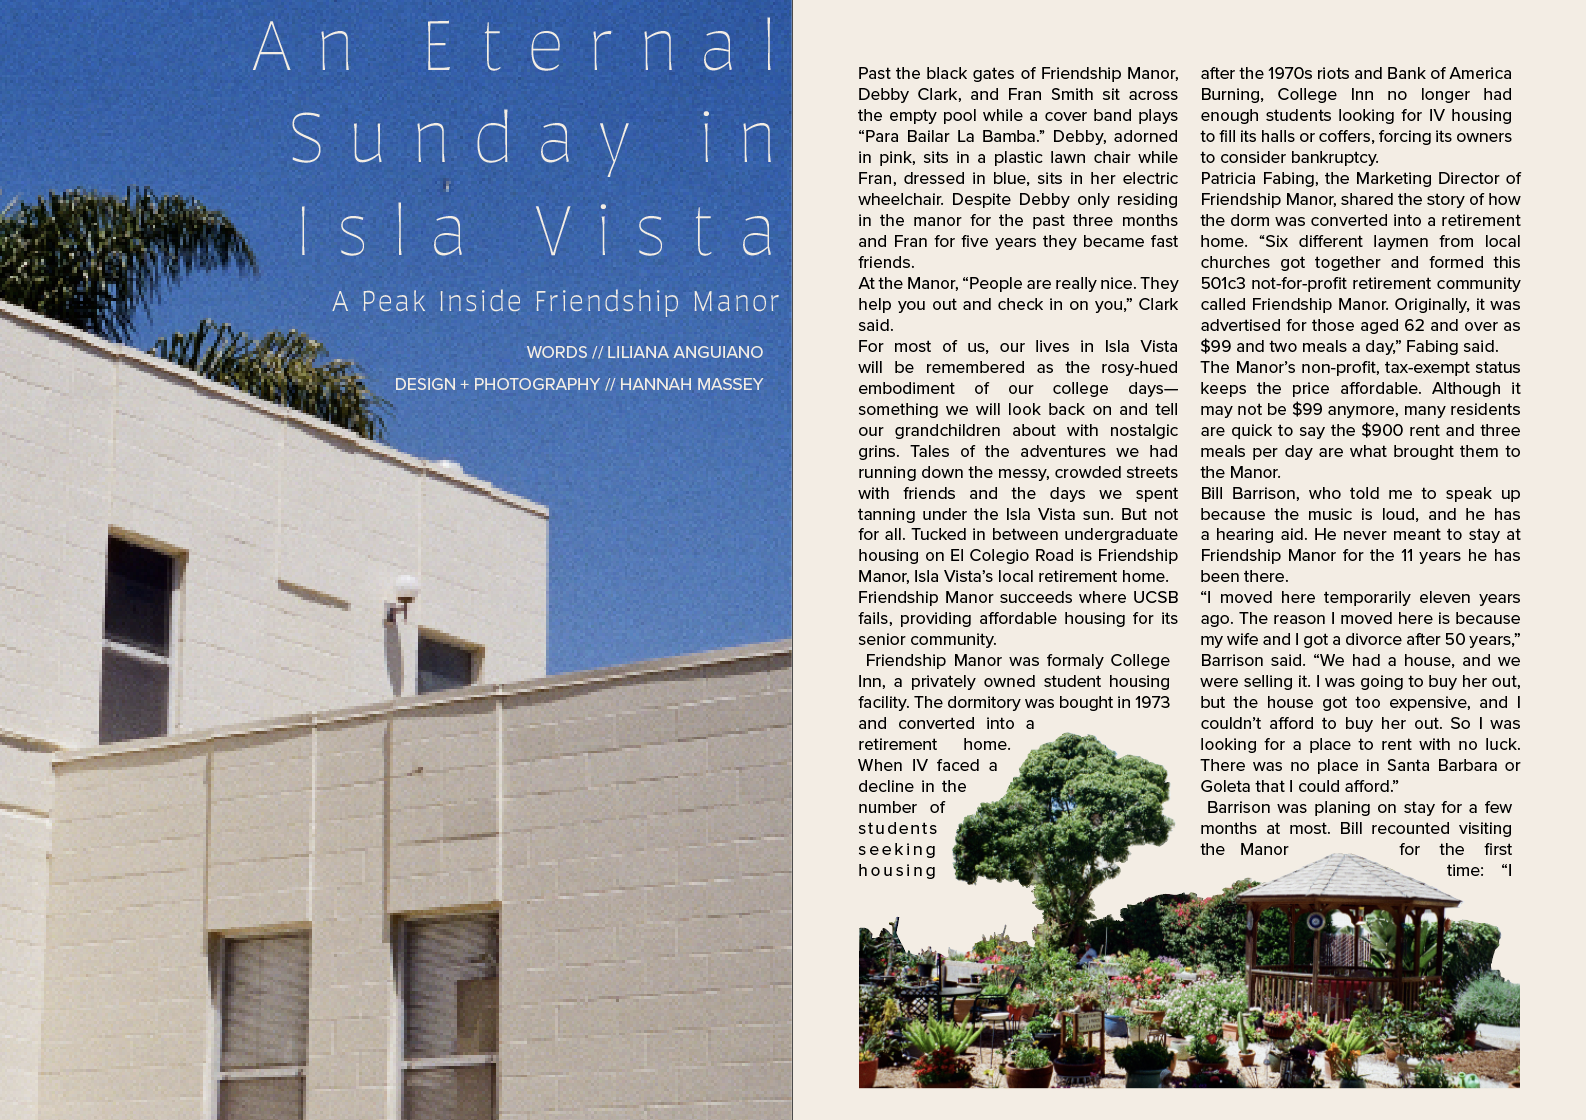 An Eternal
Sunday in
Isla Vista
A Peak Inside Friendship Manor
WORDS // LILIANA ANGUIANO
DESIGN + PHOTOGRAPHY // HANNAH MASSEY
Past the black gates of Friendship Manor,
Debby Clark, and Fran Smith sit across
the empty pool while a cover band plays
“Para Bailar La Bamba.” Debby, adorned
in pink, sits in a plastic lawn chair while
Fran, dressed in blue, sits in her electric
wheelchair. Despite Debby only residing
in the manor for the past three months
and Fran for five years they became fast
friends.
At the Manor, “People are really nice. They
help you out and check in on you,” Clark
said.
For most of us, our lives in Isla Vista
will be remembered as the rosy-hued
embodiment of our college days—
something we will look back on and tell
our grandchildren about with nostalgic
grins. Tales of the adventures we had
running down the messy, crowded streets
with friends and the days we spent
tanning under the Isla Vista sun. But not
for all. Tucked in between undergraduate
housing on El Colegio Road is Friendship
Manor, Isla Vista’s local retirement home.
Friendship Manor succeeds where UCSB
fails, providing affordable housing for its
senior community.
Friendship Manor was formaly College
Inn, a privately owned student housing
facility. The dormitory was bought in 1973
and converted into a
retirement home.
When IV faced a
decline in the
number of
students
seeking
housing
after the 1970s riots and Bank of America
Burning, College Inn no longer had
enough students looking for IV housing
to fill its halls or coffers, forcing its owners
to consider bankruptcy.
Patricia Fabing, the Marketing Director of
Friendship Manor, shared the story of how
the dorm was converted into a retirement
home. “Six different laymen from local
churches got together and formed this
501c3 not-for-profit retirement community
called Friendship Manor. Originally, it was
advertised for those aged 62 and over as
$99 and two meals a day,” Fabing said.
The Manor’s non-profit, tax-exempt status
keeps the price affordable. Although it
may not be $99 anymore, many residents
are quick to say the $900 rent and three
meals per day are what brought them to
the Manor.
Bill Barrison, who told me to speak up
because the music is loud, and he has
a hearing aid. He never meant to stay at
Friendship Manor for the 11 years he has
been there.
“I moved here temporarily eleven years
ago. The reason I moved here is because
my wife and I got a divorce after 50 years,”
Barrison said. “We had a house, and we
were selling it. I was going to buy her out,
but the house got too expensive, and I
couldn’t afford to buy her out. So I was
looking for a place to rent with no luck.
There was no place in Santa Barbara or
Goleta that I could afford.”
Barrison was planing on stay for a few
months at most. Bill recounted visiting
the Manor for the first
time: “I